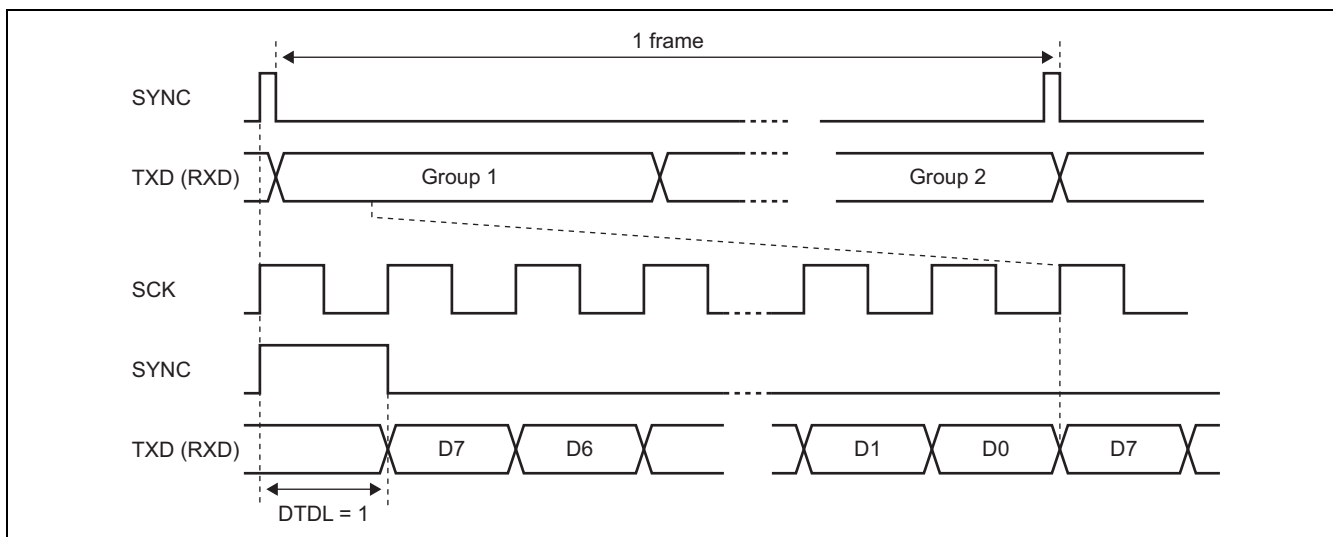 1 frame
SYNC
TXD (RXD) Group 1 Group 2
SCK
SYNC
TXD (RXD) D7 D6 D1 D0 D7
DTDL = 1